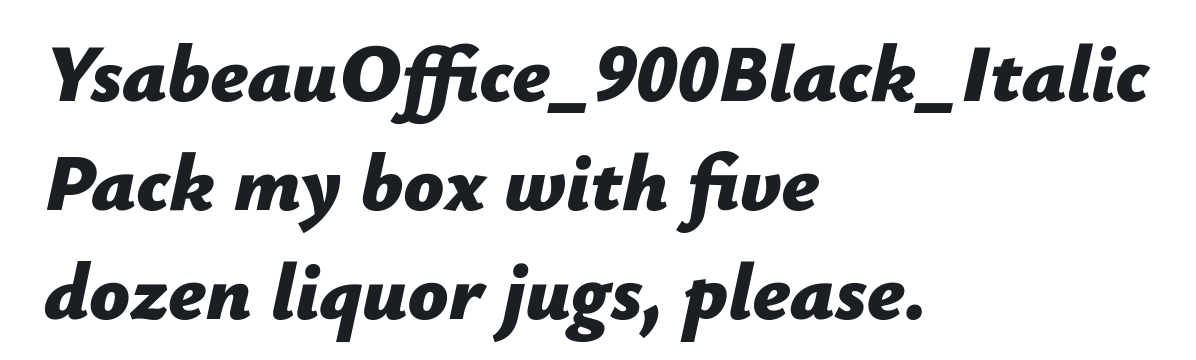 YsabeauOffice_900Black_Italic
Pack my box with five
dozen liquor jugs, please.